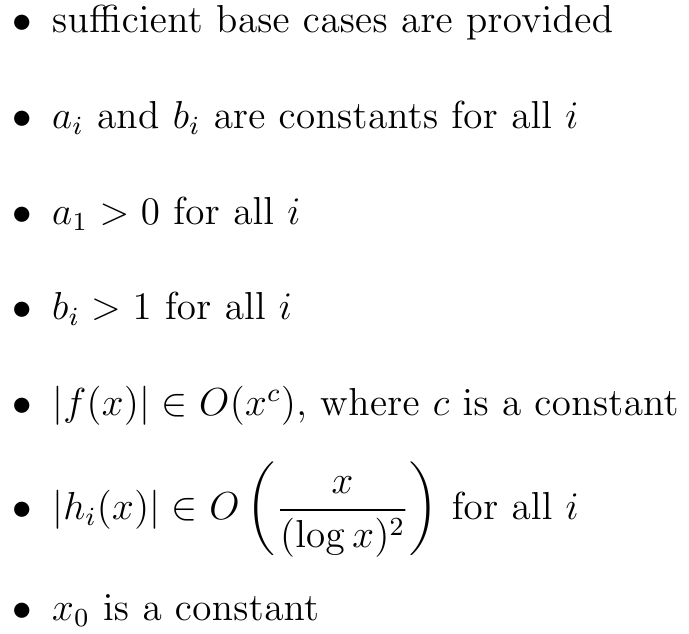 • sufficient base cases are provided
• $a_i$ and $b_i$ are constants for all $i$
• $a_1 > 0$ for all $i$
• $b_i > 1$ for all $i$
• $|f(x)| \in O(x^c)$, where $c$ is a constant
• $|h_i(x)| \in O\left(\frac{x}{(\log x)^2}\right)$ for all $i$
• $x_0$ is a constant